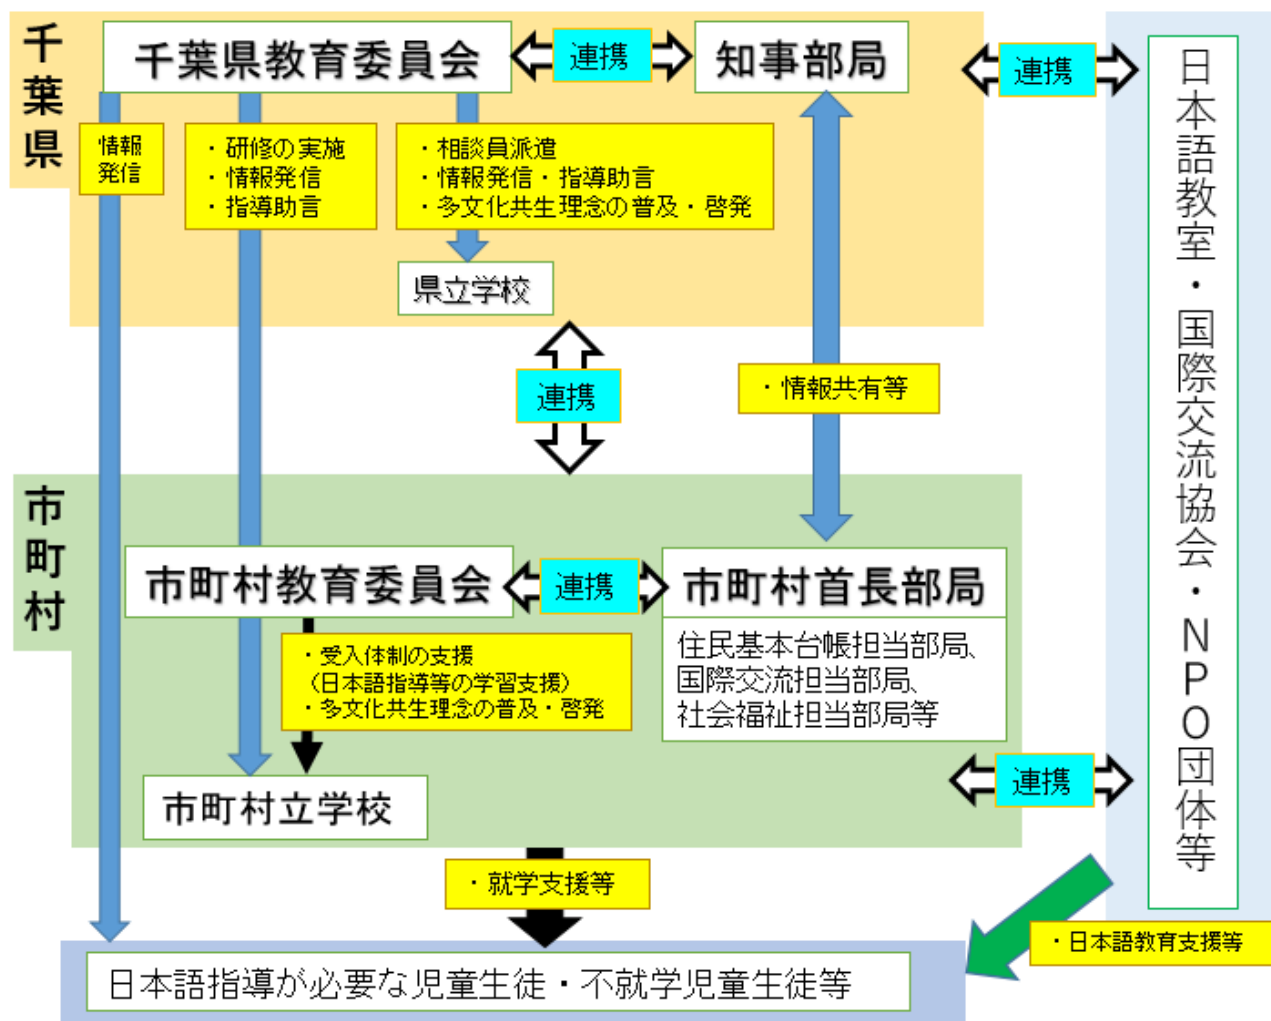 千葉県
千葉県教育委員会
連携
知事部局
連携
日本語教室・国際交流協会・NPO団体等
情報
発信
・研修の実施
・情報発信
・指導助言
・相談員派遣
・情報発信・指導助言
・多文化共生理念の普及・啓発
県立学校
連携
・情報共有等
市町村
市町村教育委員会
連携
市町村首長部局
住民基本台帳担当部局、
国際交流担当部局、
社会福祉担当部局等
・受入体制の支援
（日本語指導等の学習支援）
・多文化共生理念の普及・啓発
市町村立学校
連携
・就学支援等
・日本語教育支援等
日本語指導が必要な児童生徒・不就学児童生徒等